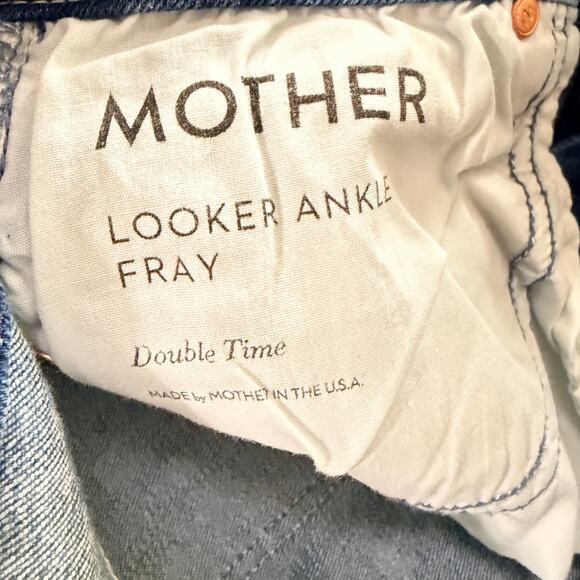 MOTHER
LOOKER ANKLE
FRAY
Double Time
MADE by MOTHER IN THE U.S.A.